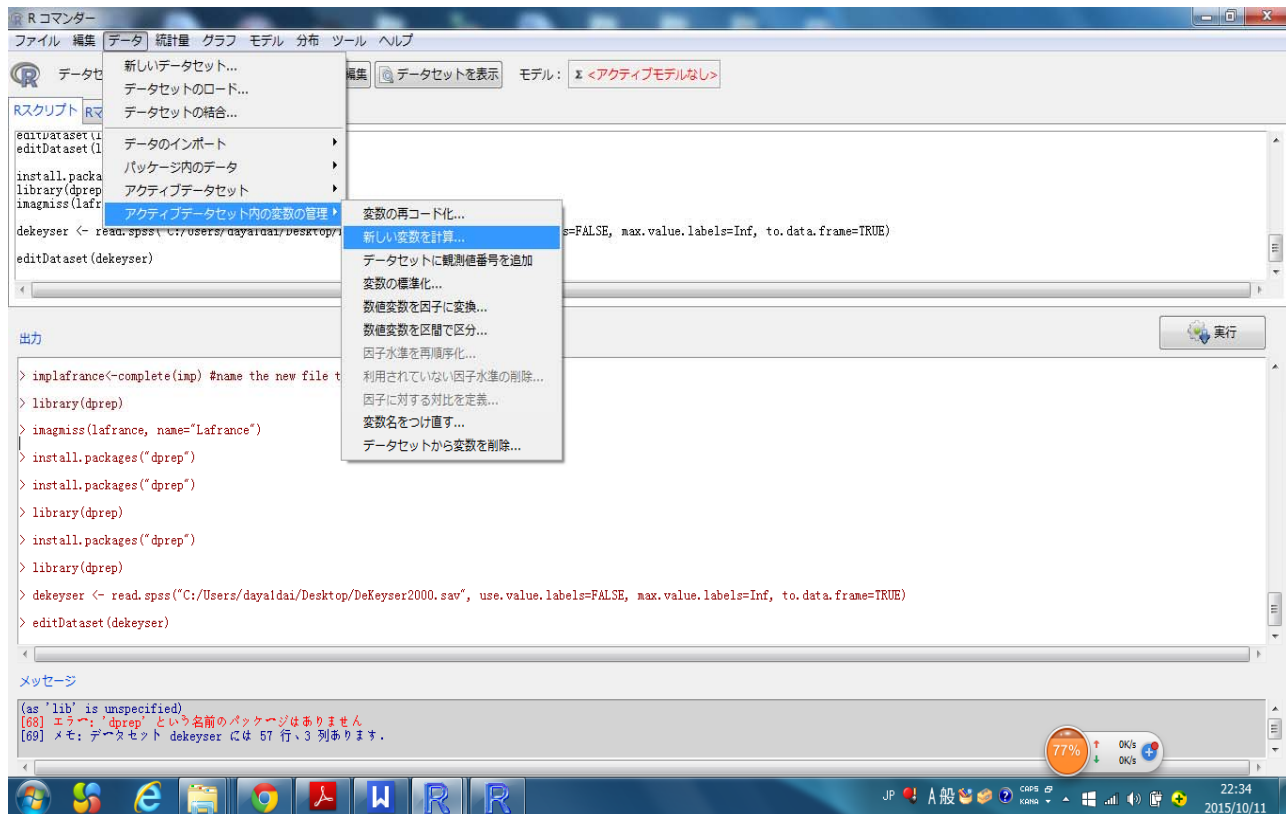 R コマンダー
ファイル 編集 データ 統計量 グラフ モデル 分布 ツール ヘルプ
データセ
編集
データセットを表示
モデル: Σ <アクティブモデルなし>
新しいデータセット...
データセットのロード...
データセットの結合...
データのインポート
パッケージ内のデータ
アクティブデータセット
アクティブデータセット内の変数の管理
変数の再コード化...
新しい変数を計算...
データセットに観測値番号を追加
変数の標準化...
数値変数を因子に変換...
数値変数を区間で区分...
因子水準を再順序化...
利用されていない因子水準の削除...
因子に対する対比を定義...
変数名をつけ直す...
データセットから変数を削除...
Rスクリプト Rマ
editDataset(l
editDataset(l
install.packa
library(dprep
imagmiss(lafr
dekeyser <- read.spss("C:/Users/dayaldai/Desktop/
s=FALSE, max.value.labels=Inf, to.data.frame=TRUE)
editDataset(dekeyser)
出力
実行
> implafrance<-complete(imp) #name the new file t
> library(dprep)
> imagmiss(lafrance, name="Lafrance")
> install.packages("dprep")
> install.packages("dprep")
> library(dprep)
> install.packages("dprep")
> library(dprep)
> dekeyser <- read.spss("C:/Users/dayaldai/Desktop/DeKeyser2000.sav", use.value.labels=FALSE, max.value.labels=Inf, to.data.frame=TRUE)
> editDataset(dekeyser)
メッセージ
(as 'lib' is unspecified)
[68] エラー: 'dprep' という名前のパッケージはありません
[69] メモ: データセット dekeyser には 57 行、3 列あります.
77%
0K/s
0K/s
JP A 般 CAPS KANA
22:34
2015/10/11